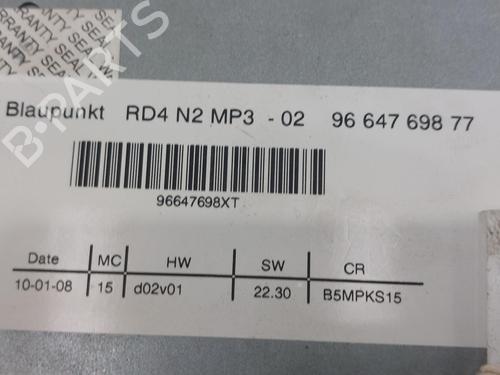 WARRANTY SEAL
Blaupunkt RD4 N2 MP3 - 02 96 647 698 77
96647698XT
Date MC HW SW CR
10-01-08 15 d02v01 22.30 B5MPKS15
B-PARTS